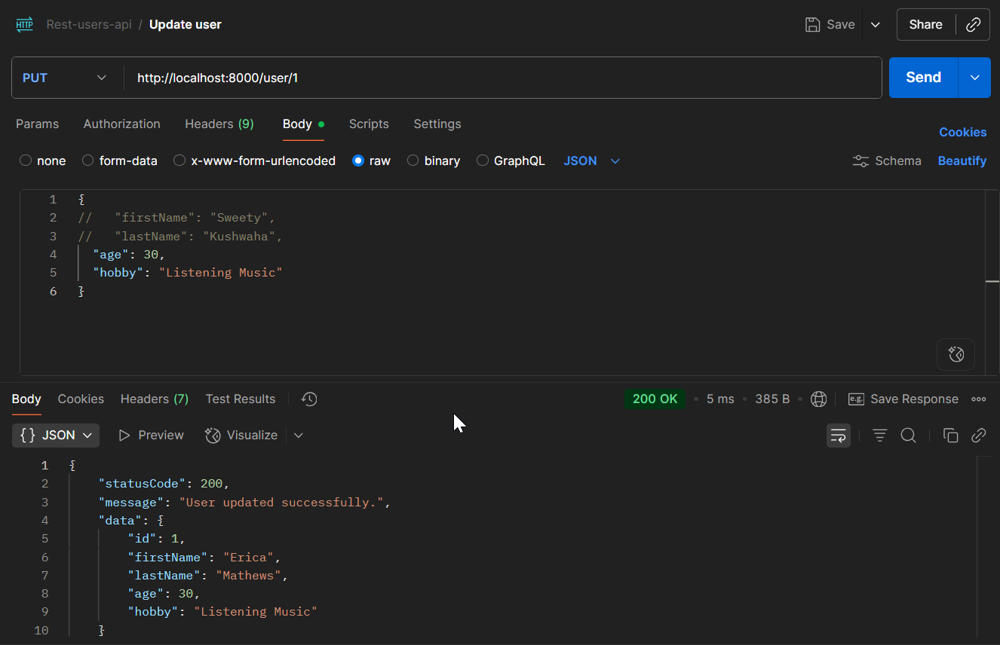 HTTP Rest-users-api / Update user Save Share
PUT http://localhost:8000/user/1 Send
Params Authorization Headers (9) Body Scripts Settings Cookies
none form-data x-www-form-urlencoded raw binary GraphQL JSON Schema Beautify
1 {
2 //   "firstName": "Sweety",
3 //   "lastName": "Kushwaha",
4 "age": 30,
5 "hobby": "Listening Music"
6 }
Body Cookies Headers (7) Test Results 200 OK • 5 ms • 385 B • e.g. Save Response
{} JSON Preview Visualize
1 {
2 "statusCode": 200,
3 "message": "User updated successfully.",
4 "data": {
5 "id": 1,
6 "firstName": "Erica",
7 "lastName": "Mathews",
8 "age": 30,
9 "hobby": "Listening Music"
10 }